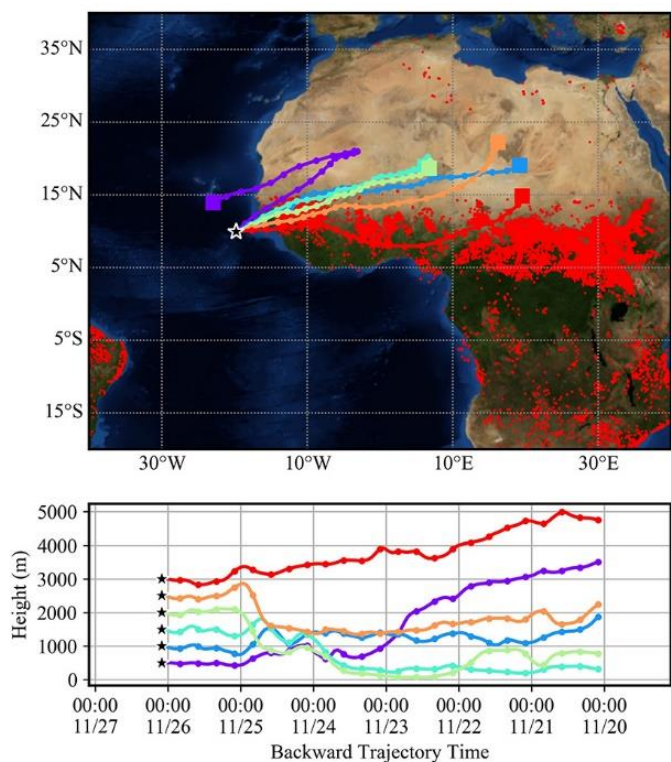 35°N
25°N
15°N
5°N
5°S
15°S
30°W 10°W 10°E 30°E
5000
4000
3000
2000
1000
0
Height (m)
00:00 00:00 00:00 00:00 00:00 00:00 00:00 00:00
11/27 11/26 11/25 11/24 11/23 11/22 11/21 11/20
Backward Trajectory Time